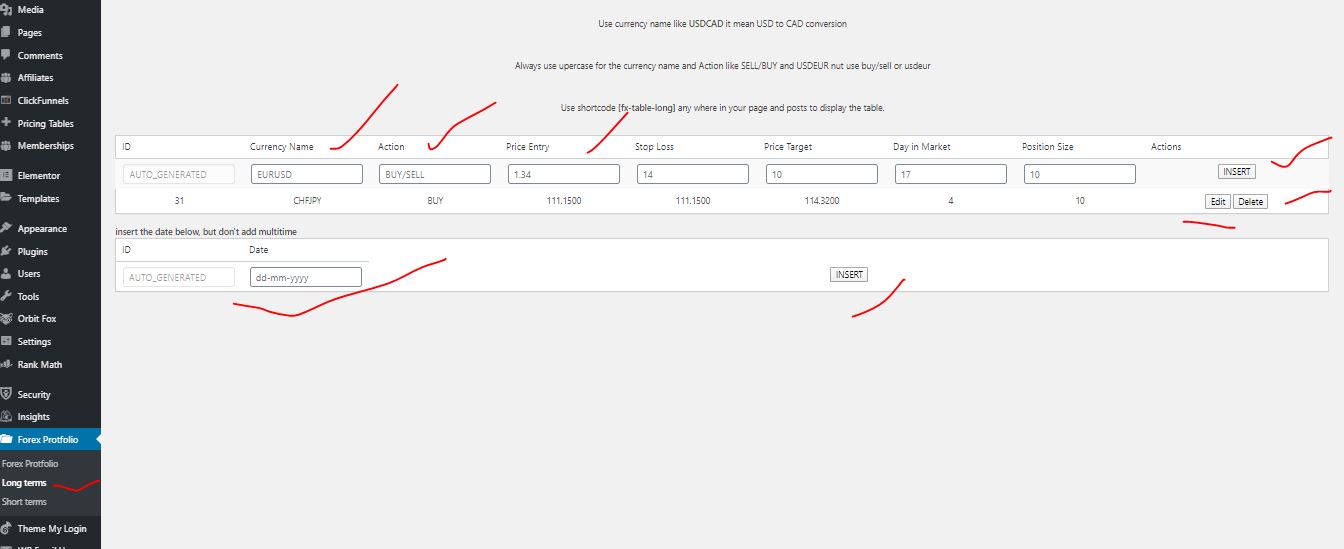 Media
Pages
Comments
Affiliates
ClickFunnels
Pricing Tables
Memberships
Elementor
Templates
Appearance
Plugins
Users
Tools
Orbit Fox
Settings
Rank Math
Security
Insights
Forex Protfolio
Forex Protfolio
Long terms
Short terms
Theme My Login
Use currency name like USDCAD it mean USD to CAD conversion
Always use upercase for the currency name and Action like SELL/BUY and USDEUR nut use buy/sell or usdeur
Use shortcode [fx-table-long] any where in your page and posts to display the table.
ID Currency Name Action Price Entry Stop Loss Price Target Day in Market Position Size Actions
AUTO_GENERATED EURUSD BUY/SELL 1.34 14 10 17 10 INSERT
31 CHFJPY BUY 111.1500 111.1500 114.3200 4 10 Edit Delete
insert the date below, but don't add multitime
ID Date
AUTO_GENERATED dd-mm-yyyy INSERT